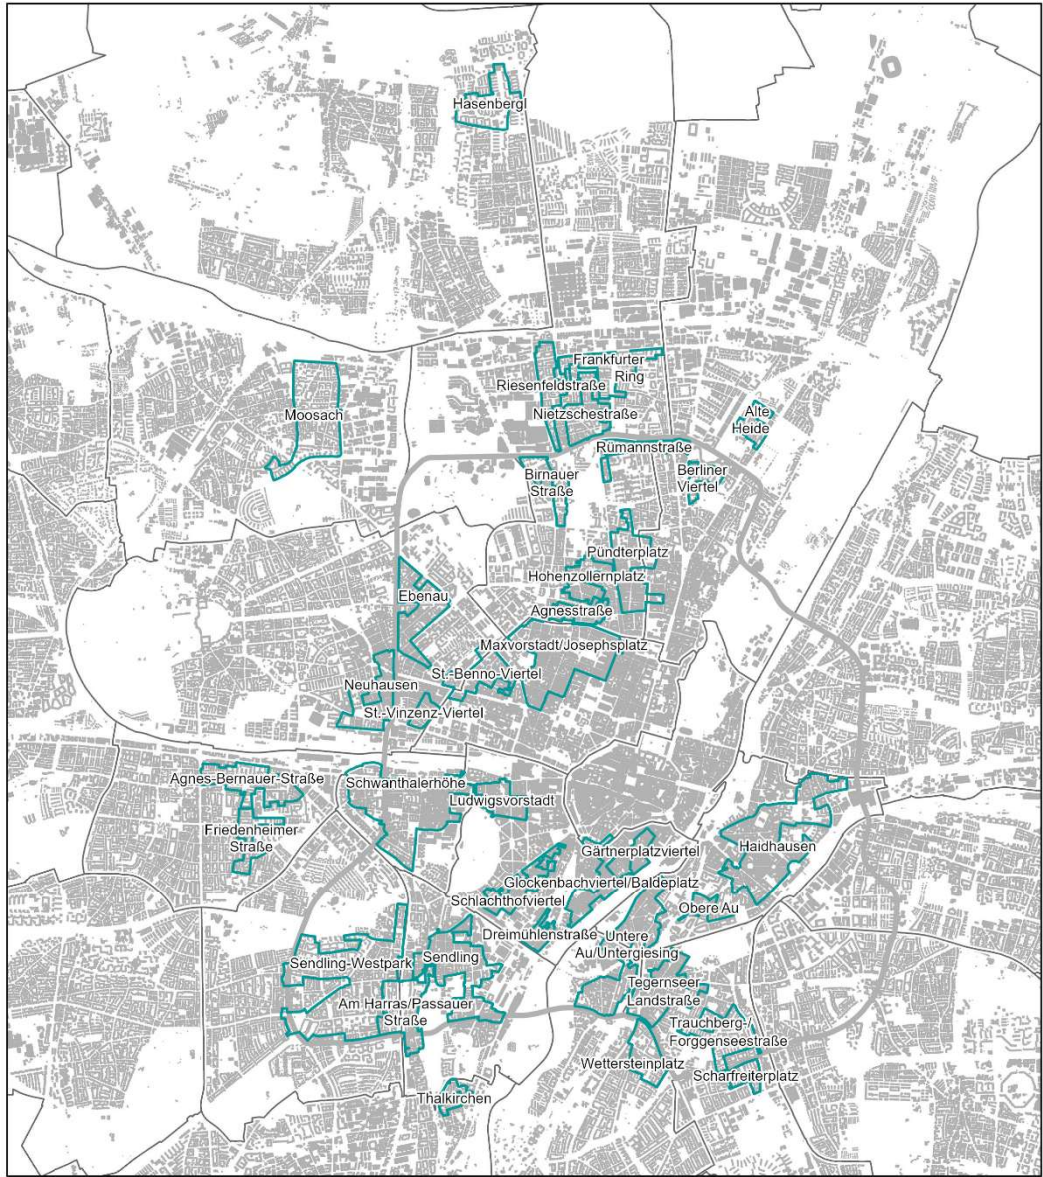 Hasenbergl
Frankfurter
Ring
Riesenfeldstraße
Moosach
Nietzschestraße
Alte
Heide
Rümannstraße
Birnauer
Straße
Berliner
Viertel
Pündterplatz
Hohenzollernplatz
Ebenau
Agnesstraße
Maxvorstadt/Josephsplatz
St.-Benno-Viertel
Neuhausen
St.-Vinzenz-Viertel
Agnes-Bernauer-Straße
Schwanthalerhöhe
Ludwigsvorstadt
Friedenheimer
Straße
Haidhausen
Gärtnerplatzviertel
Glockenbachviertel/Baldeplatz
Schlachthofviertel
Obere Au
Dreimühlenstraße
Untere
Au/Untergiesing
Sendling
Sendling-Westpark
Tegernseer
Landstraße
Am Harras/Passauer
Straße
Trauchberg-
Forggenseestraße
Wettersteinplatz
Scharfreiterplatz
Thalkirchen